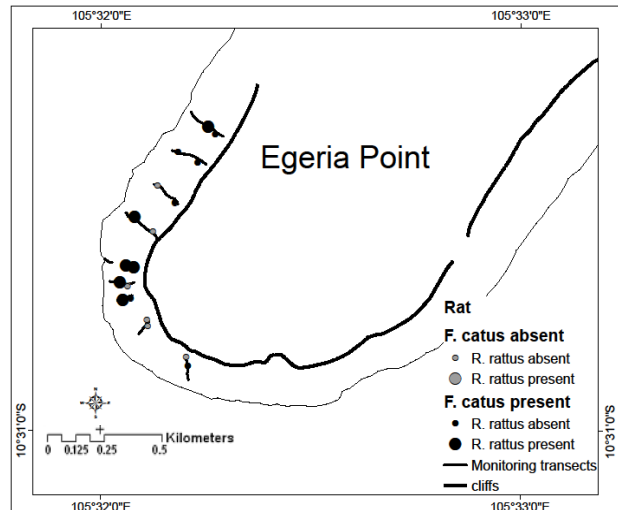 105°32'0"E 105°33'0"E
Egeria Point
Rat
F. catus absent
R. rattus absent
R. rattus present
F. catus present
R. rattus absent
R. rattus present
Monitoring transects
cliffs
Kilometers
0 0.125 0.25 0.5
10°31'0"S 10°31'0"S
105°32'0"E 105°33'0"E